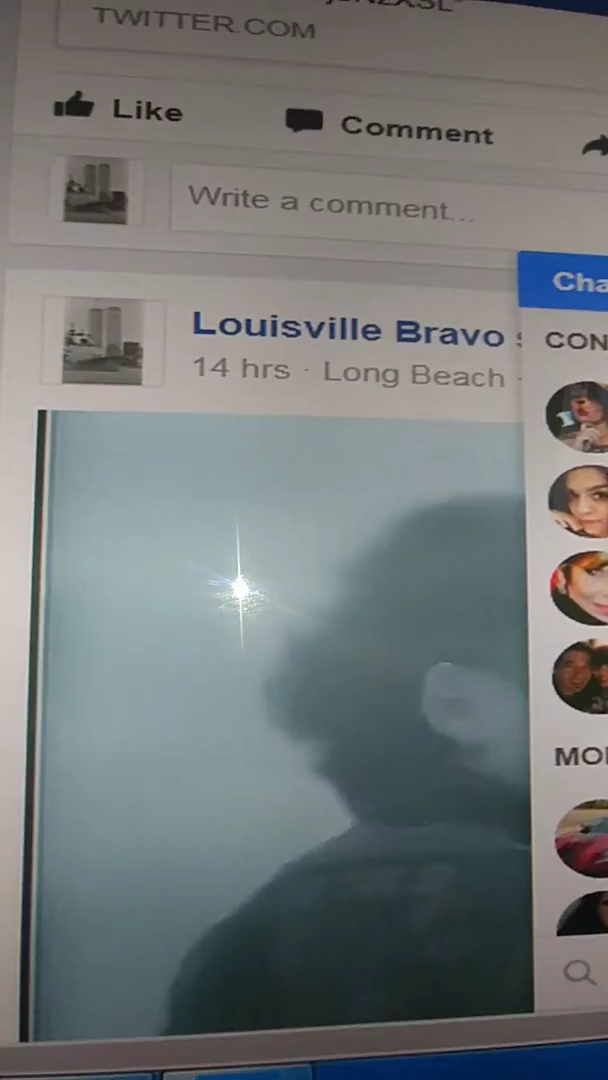 TWITTER.COM
Like
Comment
Write a comment...
Louisville Bravo
14 hrs · Long Beach ·
Cha
CON
MO